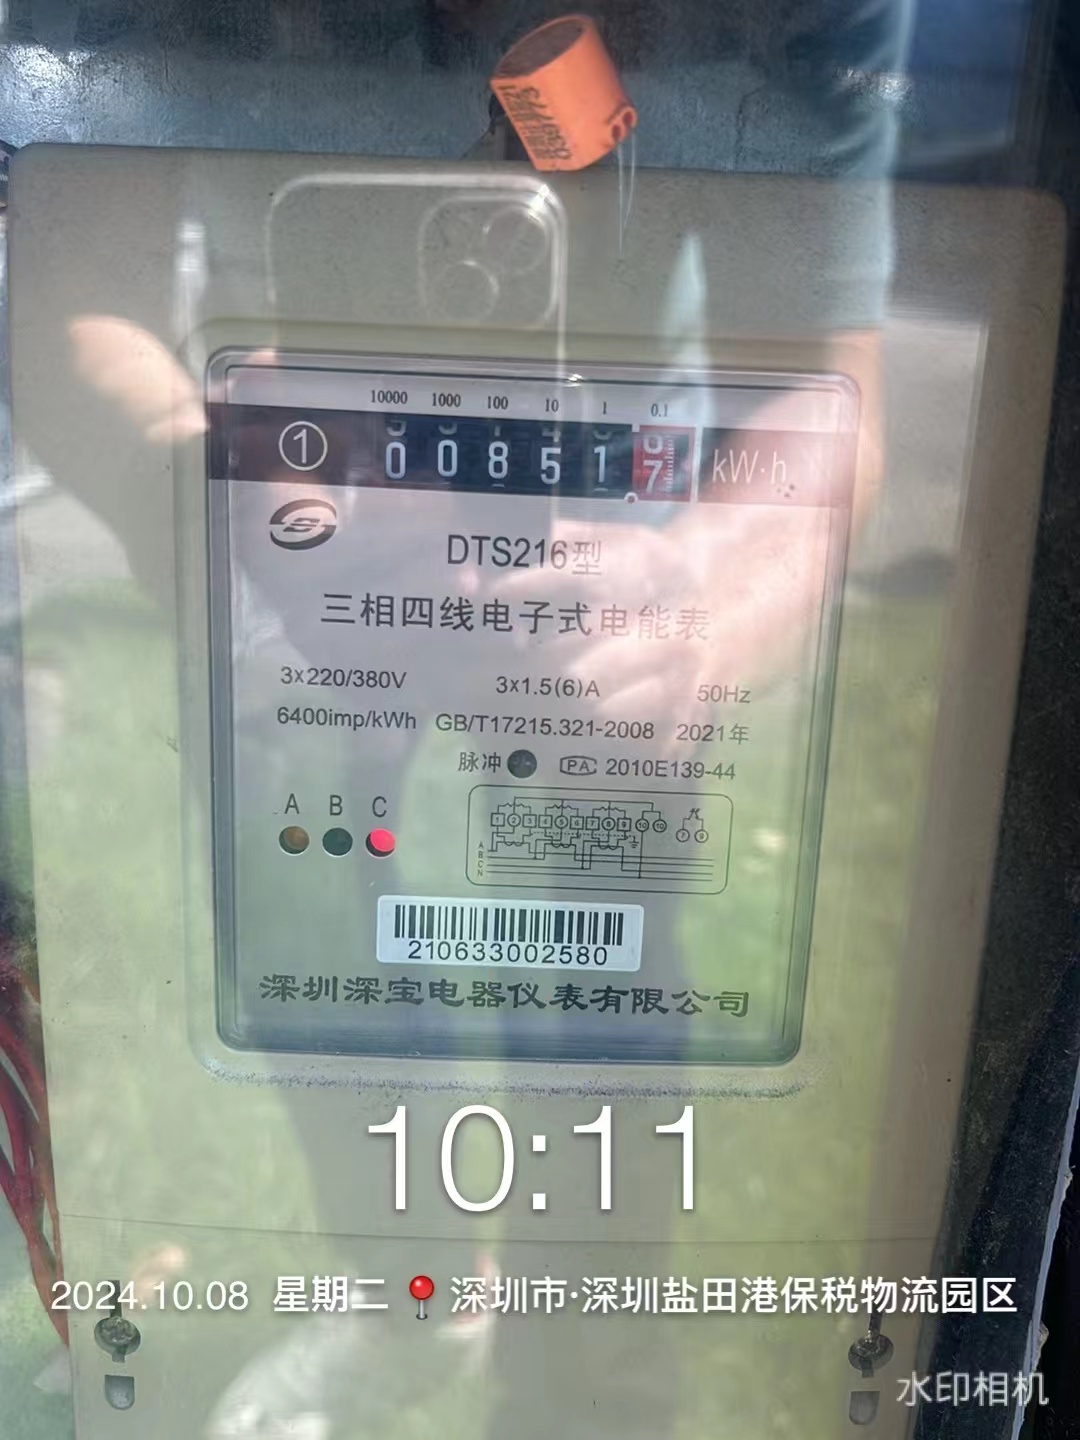 10000 1000 100 10 1 0.1
1 0 0 8 5 1 7 kW·h
DTS216型
三相四线电子式电能表
3x220/380V 3x1.5(6)A 50Hz
6400imp/kWh GB/T17215.321-2008 2021年
脉冲 PA 2010E139-44
A B C
210633002580
深圳深宝电器仪表有限公司
10:11
2024.10.08 星期二 深圳市·深圳盐田港保税物流园区
水印相机